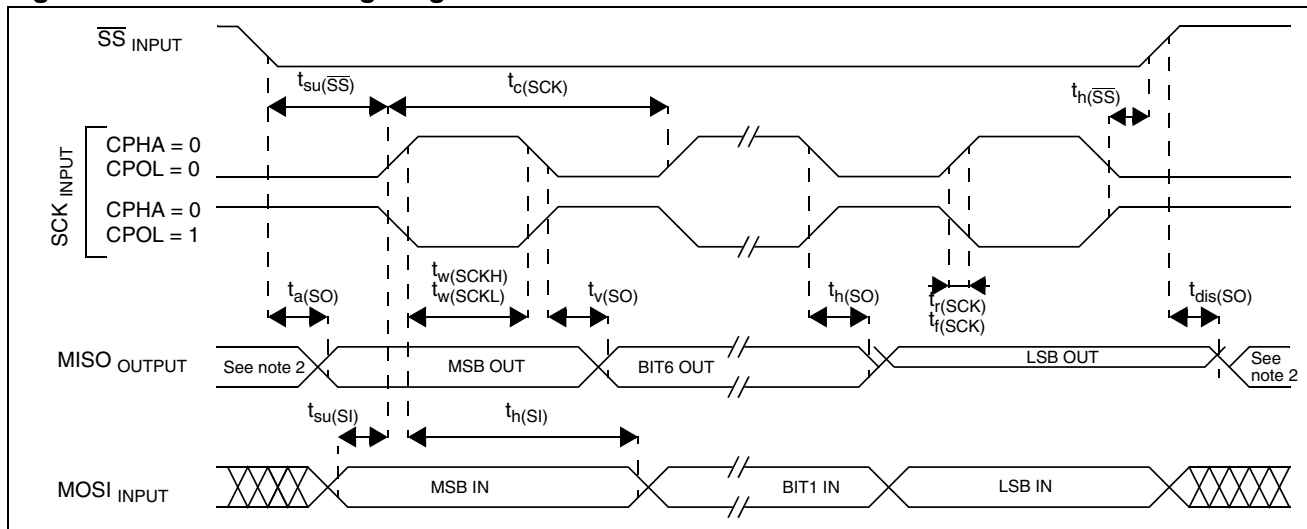 SS INPUT
tsu(SS)
tc(SCK)
th(SS)
SCK INPUT
CPHA = 0
CPOL = 0
CPHA = 0
CPOL = 1
ta(SO)
tw(SCKH)
tw(SCKL)
tv(SO)
th(SO)
tr(SCK)
tf(SCK)
tdis(SO)
MISO OUTPUT
See note 2
MSB OUT
BIT6 OUT
LSB OUT
See
note 2
tsu(SI)
th(SI)
MOSI INPUT
MSB IN
BIT1 IN
LSB IN